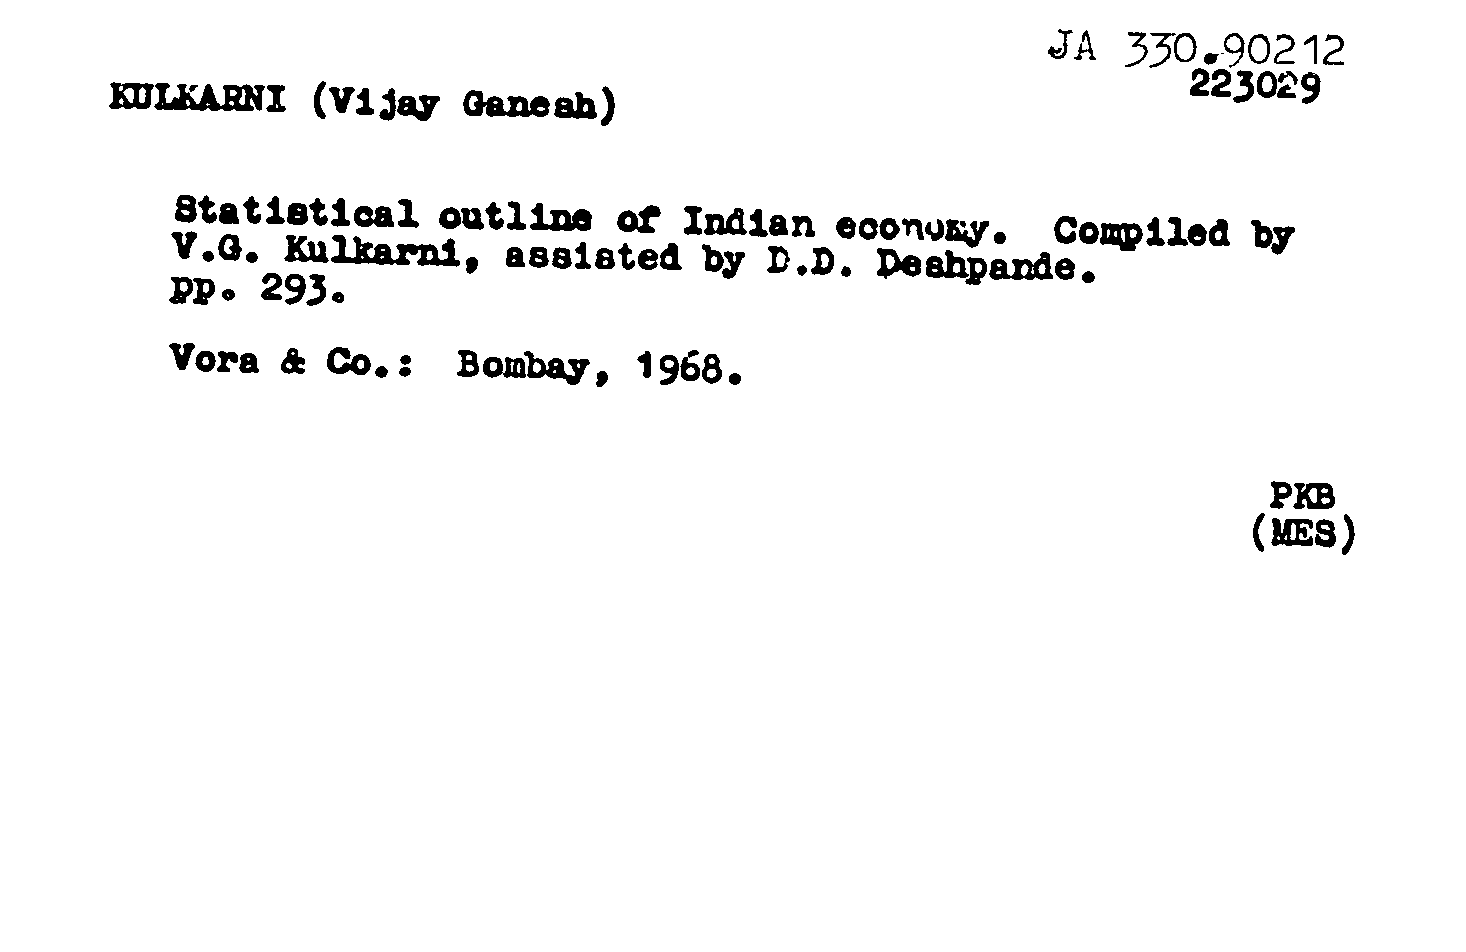 JA 330.90212
223029
KULKARNI (Vijay Ganesh)
Statistical outline of Indian economy. Compiled by
V.G. Kulkarni, assisted by D.D. Deshpande.
pp. 293.
Vora & Co.: Bombay, 1968.
PKB
(MES)